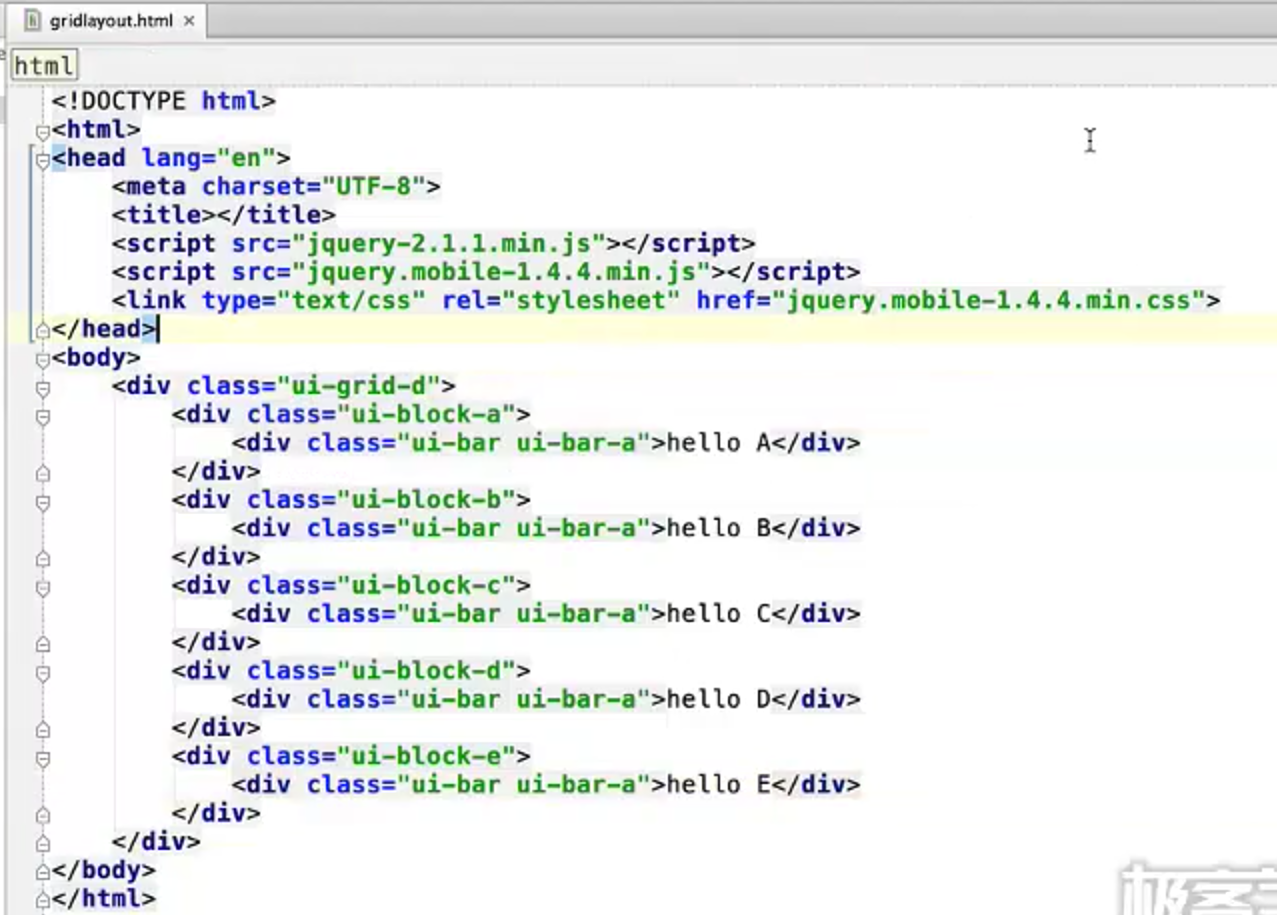 gridlayout.html
html
<!DOCTYPE html>
<html>
<head lang="en">
    <meta charset="UTF-8">
    <title></title>
    <script src="jquery-2.1.1.min.js"></script>
    <script src="jquery.mobile-1.4.4.min.js"></script>
    <link type="text/css" rel="stylesheet" href="jquery.mobile-1.4.4.min.css">
</head>
<body>
    <div class="ui-grid-d">
        <div class="ui-block-a">
            <div class="ui-bar ui-bar-a">hello A</div>
        </div>
        <div class="ui-block-b">
            <div class="ui-bar ui-bar-a">hello B</div>
        </div>
        <div class="ui-block-c">
            <div class="ui-bar ui-bar-a">hello C</div>
        </div>
        <div class="ui-block-d">
            <div class="ui-bar ui-bar-a">hello D</div>
        </div>
        <div class="ui-block-e">
            <div class="ui-bar ui-bar-a">hello E</div>
        </div>
    </div>
</body>
</html>
极客